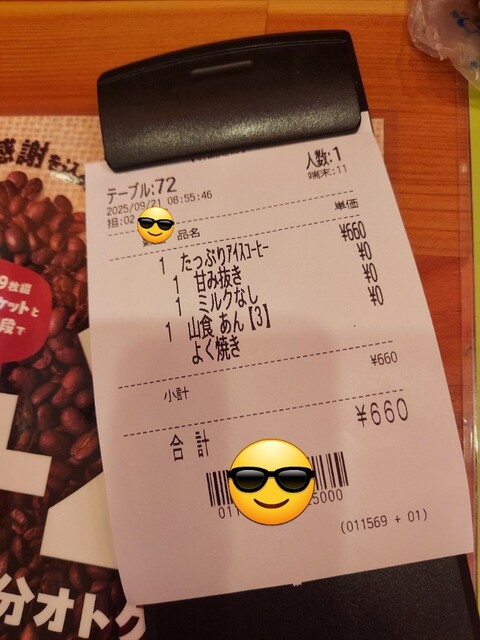 感謝を込
テーブル:72
人数:1
2025/09/21 08:55:46
端末:11
担:02
品名 単価
1 たっぷりアイスコーヒー ¥660
1 甘み抜き ¥0
1 ミルクなし ¥0
1 山食 あん【3】 ¥0
よく焼き
小計 ¥660
合計 ¥660
(011569 + 01)
9枚綴
ケットと
段で
分オトク